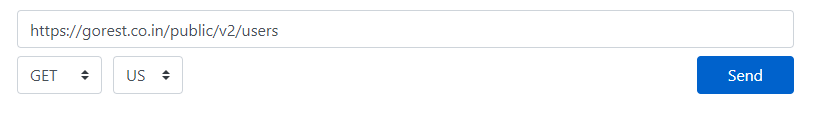 https://gorest.co.in/public/v2/users
GET US Send